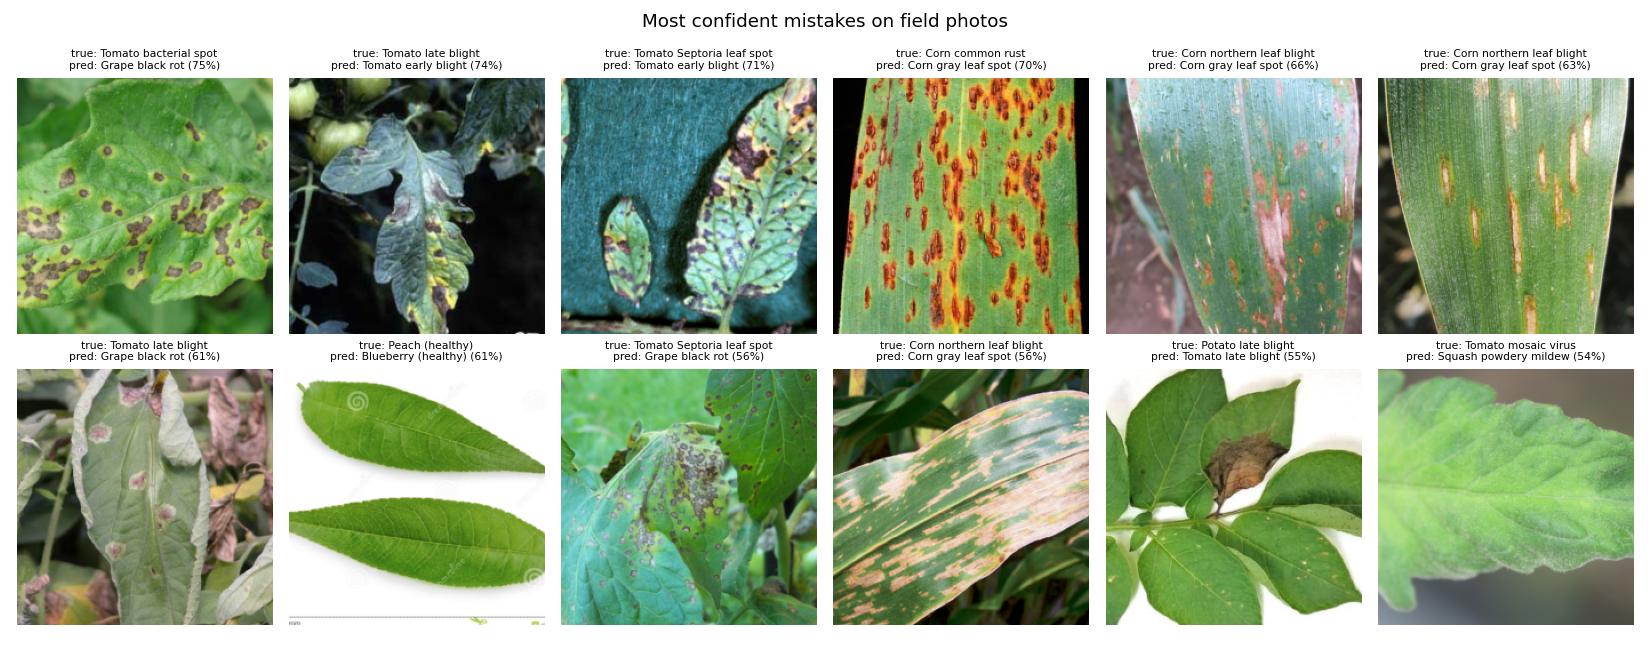 Most confident mistakes on field photos
true: Tomato bacterial spot
pred: Grape black rot (75%)
true: Tomato late blight
pred: Tomato early blight (74%)
true: Tomato Septoria leaf spot
pred: Tomato early blight (71%)
true: Corn common rust
pred: Corn gray leaf spot (70%)
true: Corn northern leaf blight
pred: Corn gray leaf spot (66%)
true: Corn northern leaf blight
pred: Corn gray leaf spot (63%)
true: Tomato late blight
pred: Grape black rot (61%)
true: Peach (healthy)
pred: Blueberry (healthy) (61%)
true: Tomato Septoria leaf spot
pred: Grape black rot (56%)
true: Corn northern leaf blight
pred: Corn gray leaf spot (56%)
true: Potato late blight
pred: Tomato late blight (55%)
true: Tomato mosaic virus
pred: Squash powdery mildew (54%)